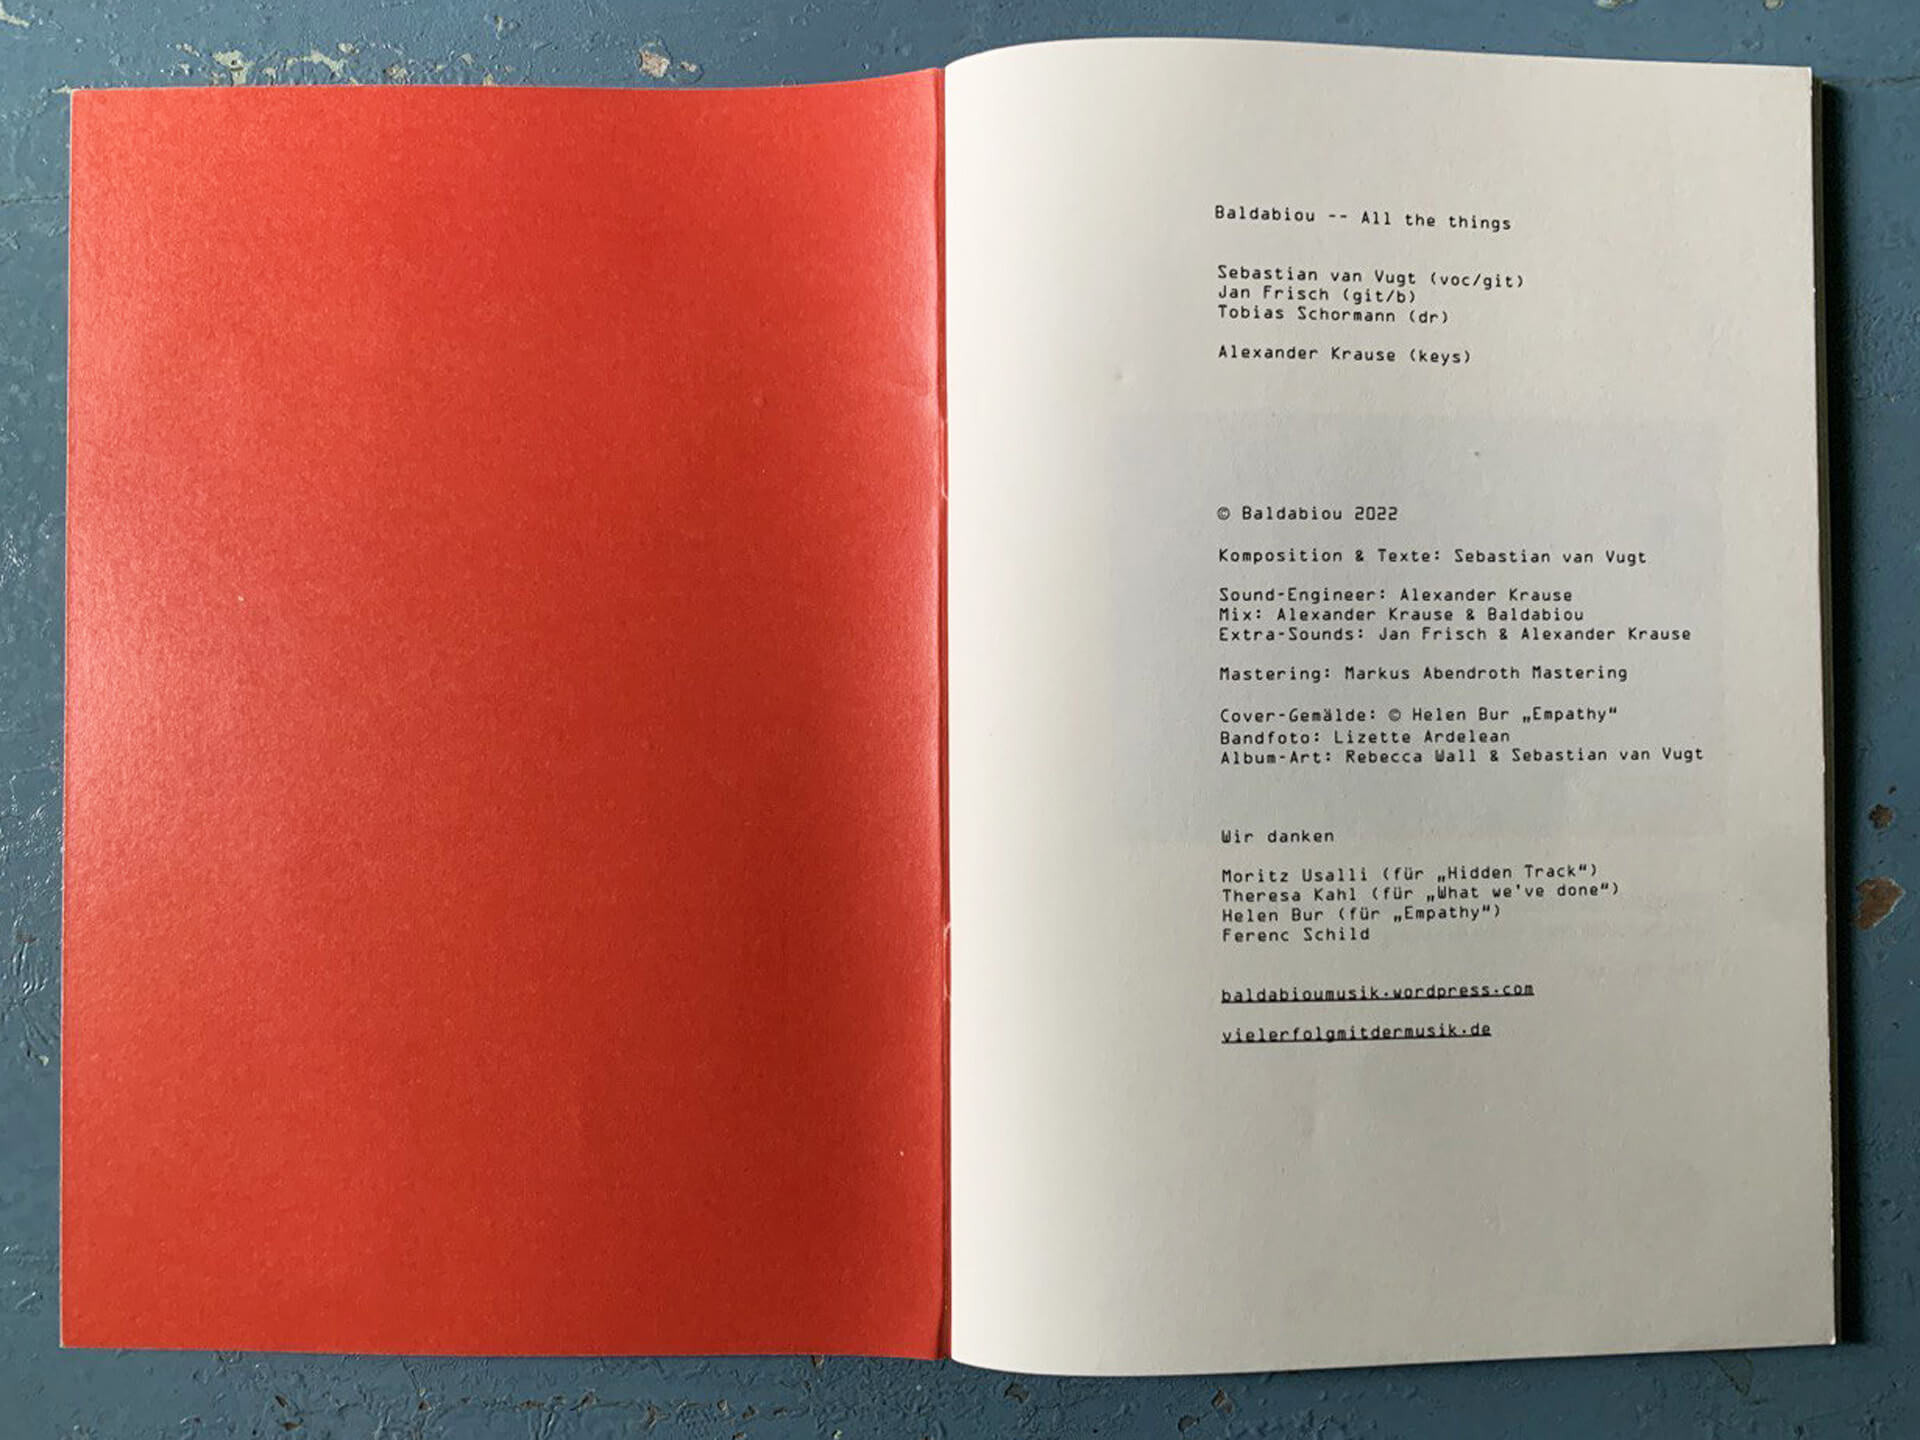 Baldabiou -- All the things
Sebastian van Vugt (voc/git)
Jan Frisch (git/b)
Tobias Schormann (dr)
Alexander Krause (keys)
© Baldabiou 2022
Komposition & Texte: Sebastian van Vugt
Sound-Engineer: Alexander Krause
Mix: Alexander Krause & Baldabiou
Extra-Sounds: Jan Frisch & Alexander Krause
Mastering: Markus Abendroth Mastering
Cover-Gemälde: © Helen Bur „Empathy“
Bandfoto: Lizette Ardelean
Album-Art: Rebecca Wall & Sebastian van Vugt
Wir danken
Moritz Usalli (für „Hidden Track“)
Theresa Kahl (für „What we've done“)
Helen Bur (für „Empathy“)
Ferenc Schild
baldabioumusik.wordpress.com
vielerfolgmitdermusik.de